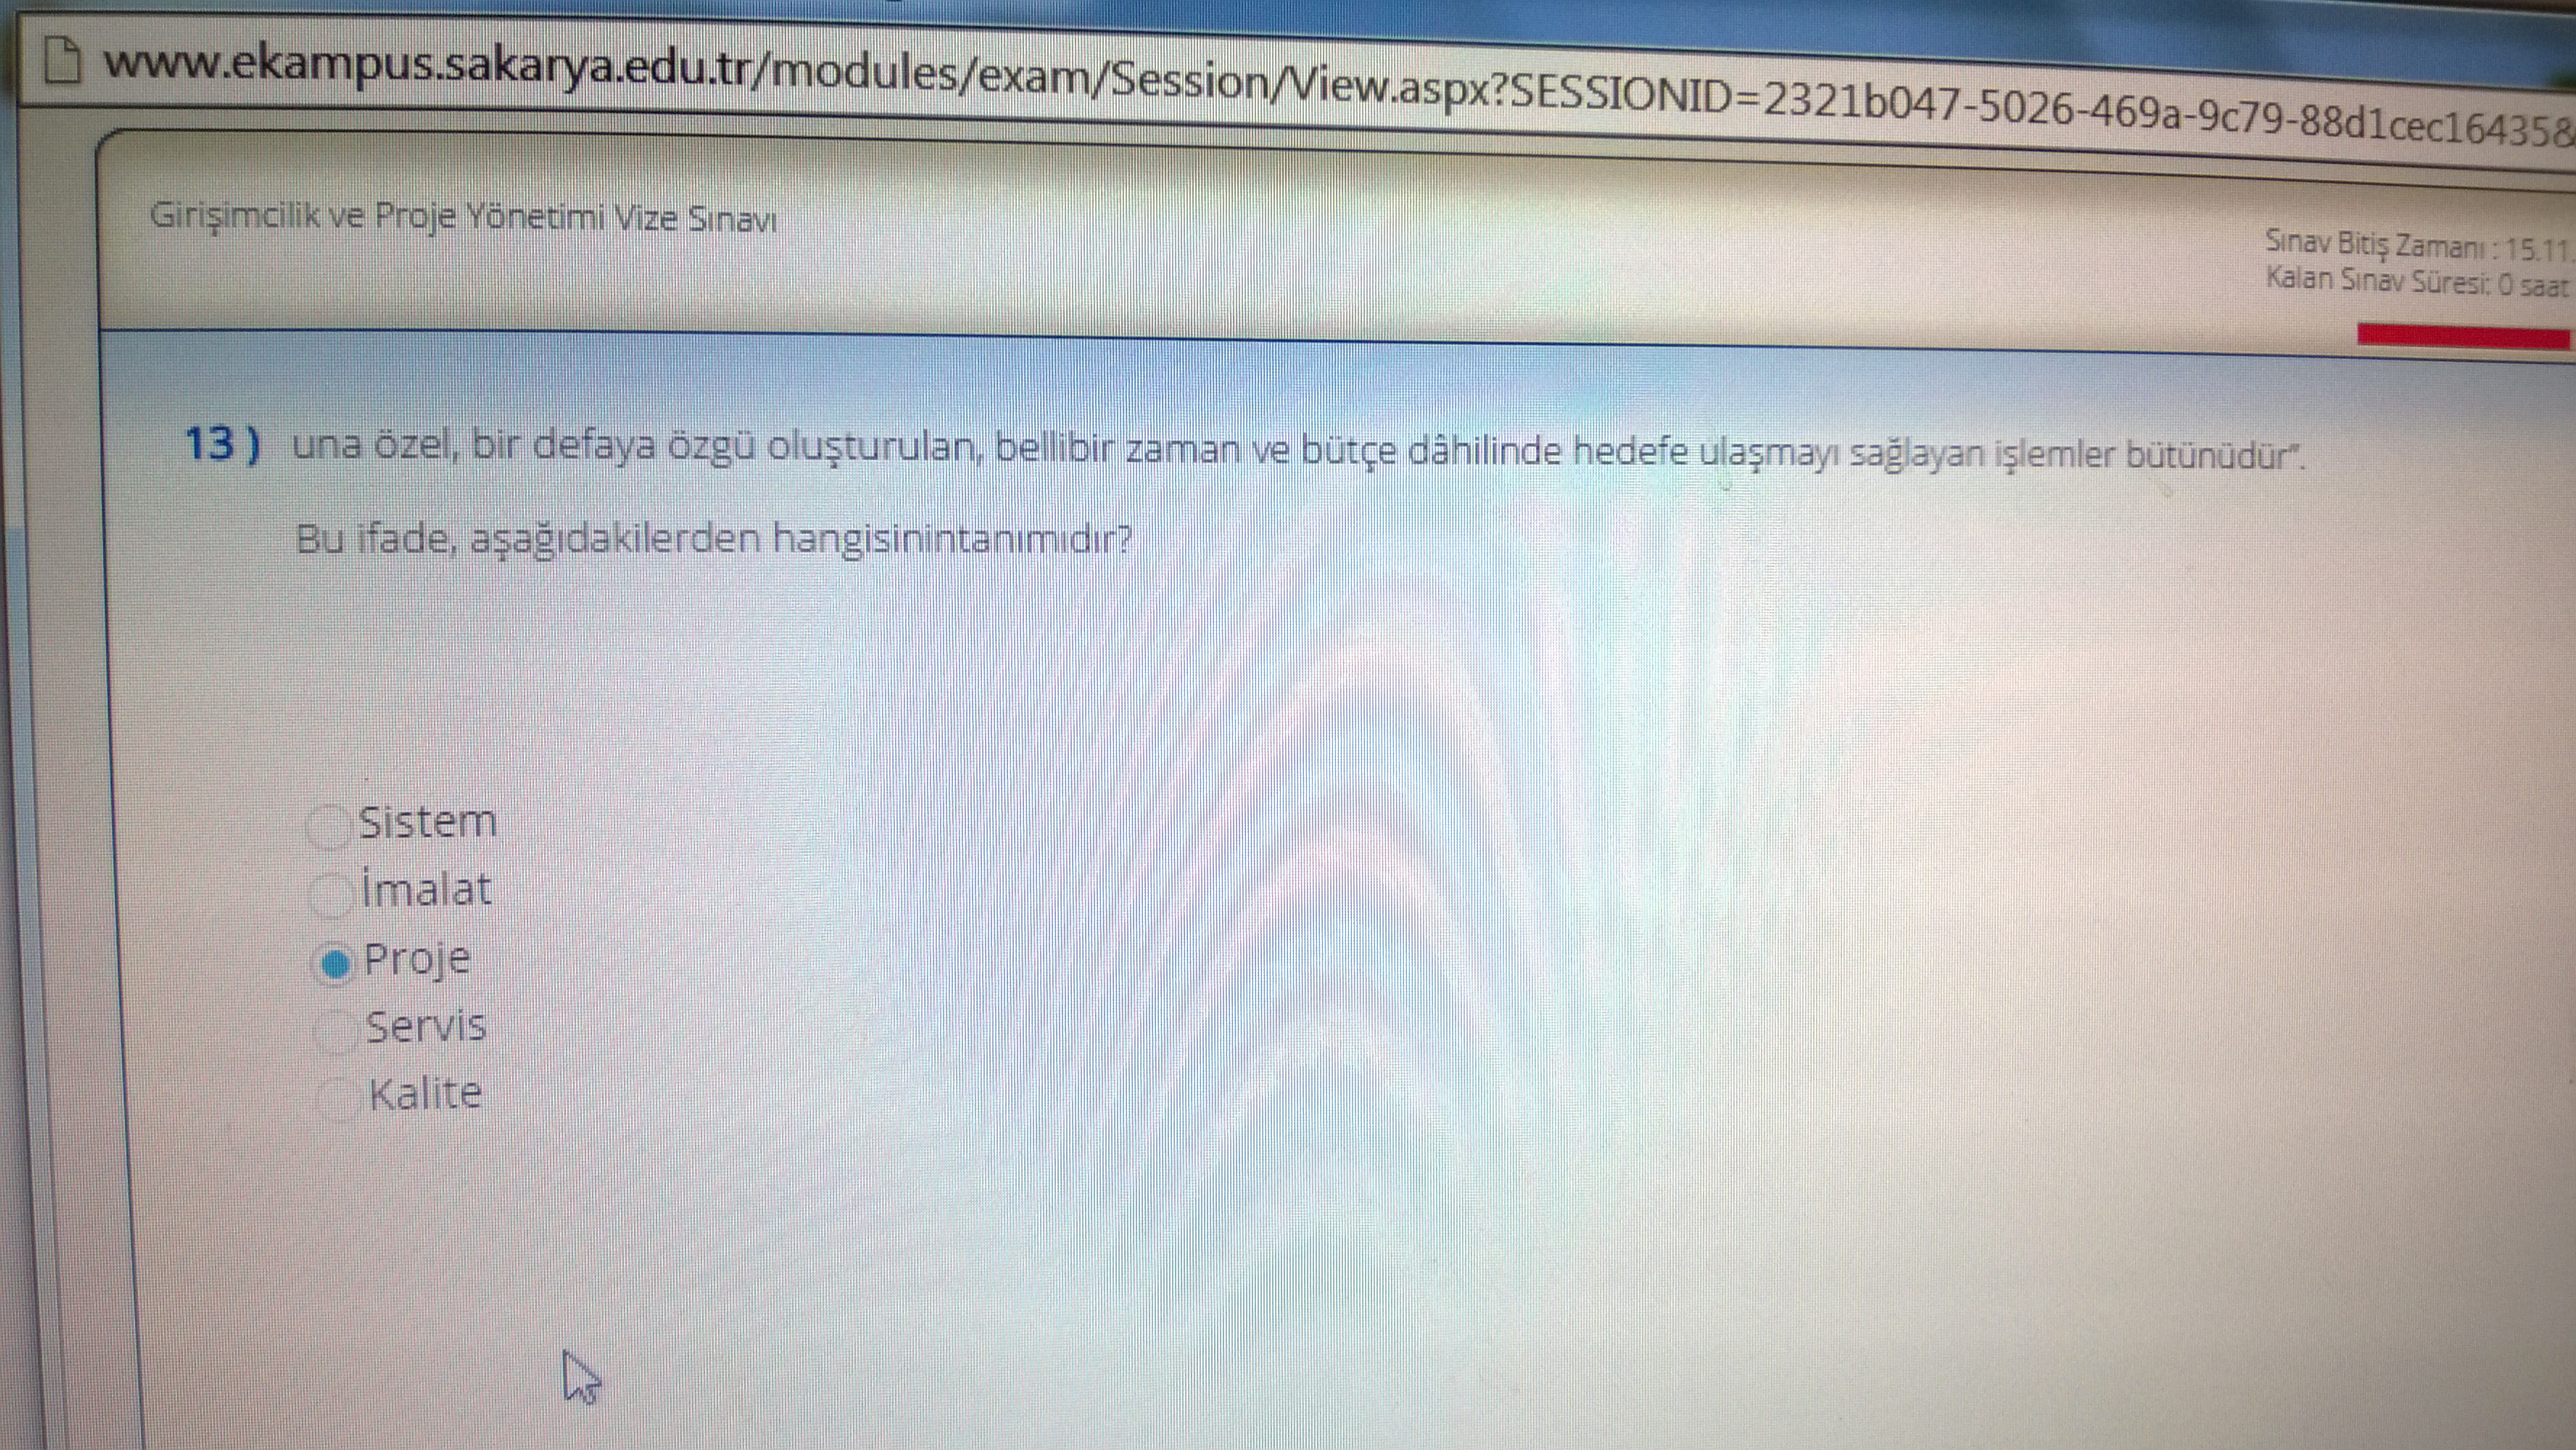 www.ekampus.sakarya.edu.tr/modules/exam/Session/View.aspx?SESSIONID=2321b047-5026-469a-9c79-88d1cec16435&
Girişimcilik ve Proje Yönetimi Vize Sınavı
Sınav Bitiş Zamanı : 15.11.
Kalan Sınav Süresi: 0 saat
13 ) una özel, bir defaya özgü oluşturulan, bellibir zaman ve bütçe dâhilinde hedefe ulaşmayı sağlayan işlemler bütünüdür".
Bu ifade, aşağıdakilerden hangisinintanımıdır?
Sistem
İmalat
Proje
Servis
Kalite